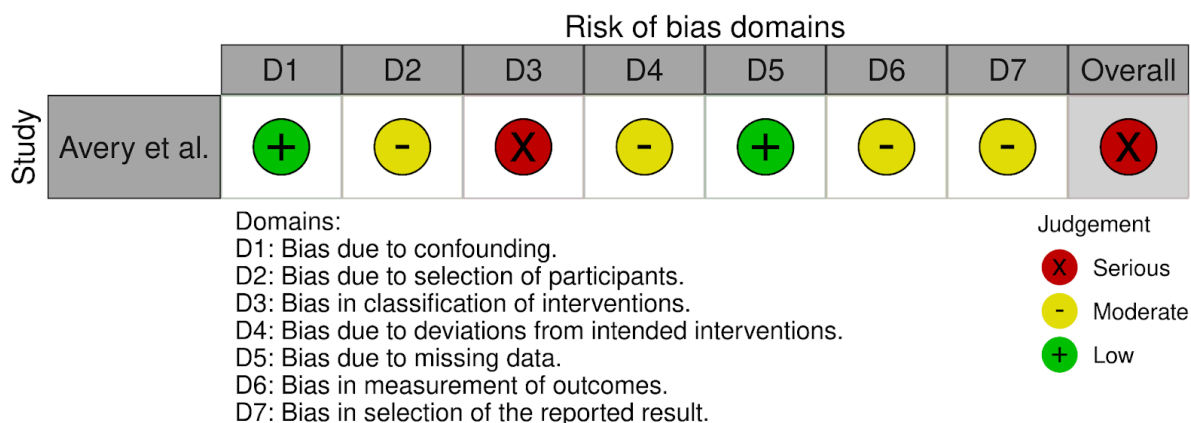 Risk of bias domains
D1 D2 D3 D4 D5 D6 D7 Overall
Study
Avery et al. + - X - + - - X
Domains:
D1: Bias due to confounding.
D2: Bias due to selection of participants.
D3: Bias in classification of interventions.
D4: Bias due to deviations from intended interventions.
D5: Bias due to missing data.
D6: Bias in measurement of outcomes.
D7: Bias in selection of the reported result.
Judgement
X Serious
- Moderate
+ Low